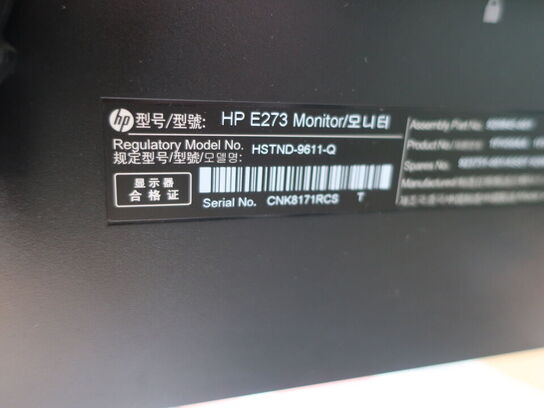 hp 型号/型號: HP E273 Monitor/모니터
Regulatory Model No. HSTND-9611-Q
规定型号/型號/모델명:
显示器
合格证
Serial No. CNK8171RCS T
Assembly Part No.
Product No.
Spares No.
Manufactured